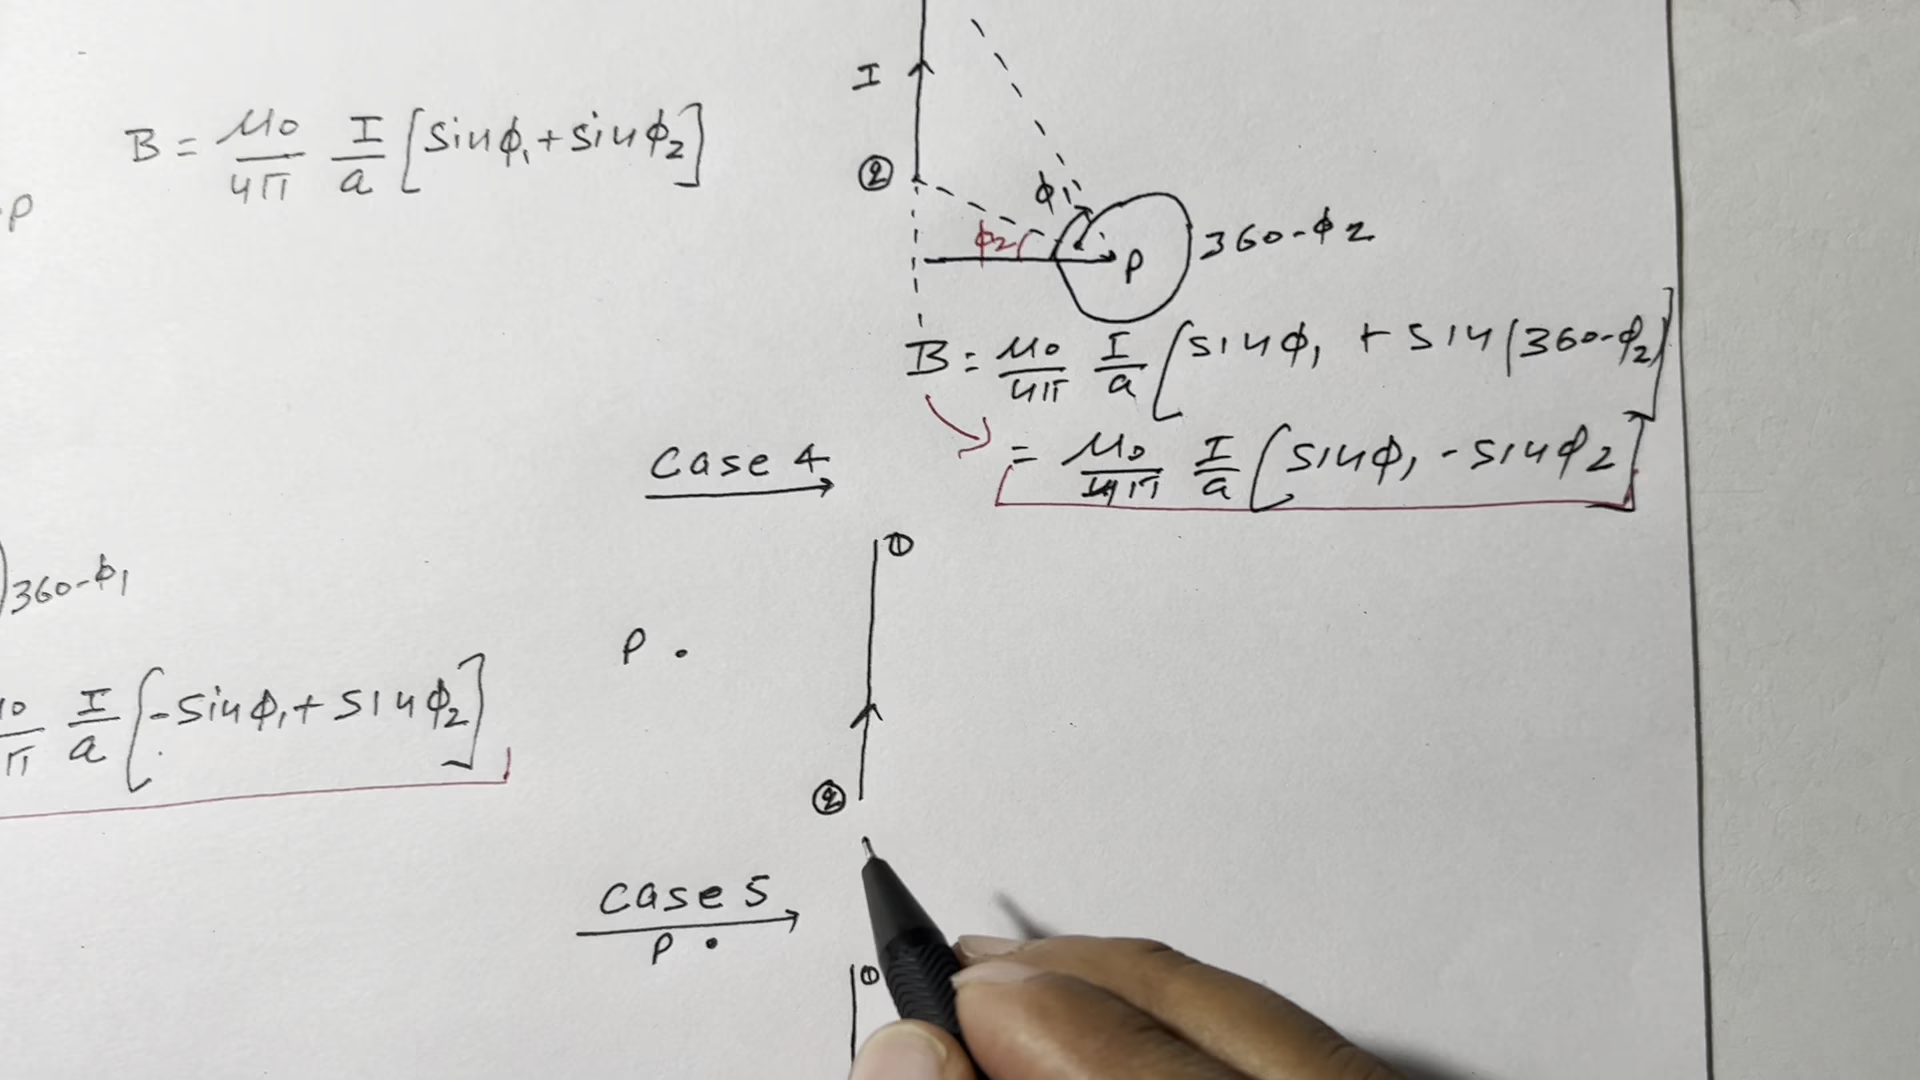 I
B = μ0/4π I/a [sinϕ1 + sinϕ2]
②
ϕ1
P
ϕ2
360-ϕ2
P
B = μ0/4π I/a [sinϕ1 + sin(360-ϕ2)]
= μ0/4π I/a [sinϕ1 - sinϕ2]
Case 4
①
360-ϕ1
P .
I/a [-sinϕ1 + sinϕ2]
②
Case 5
P .
①